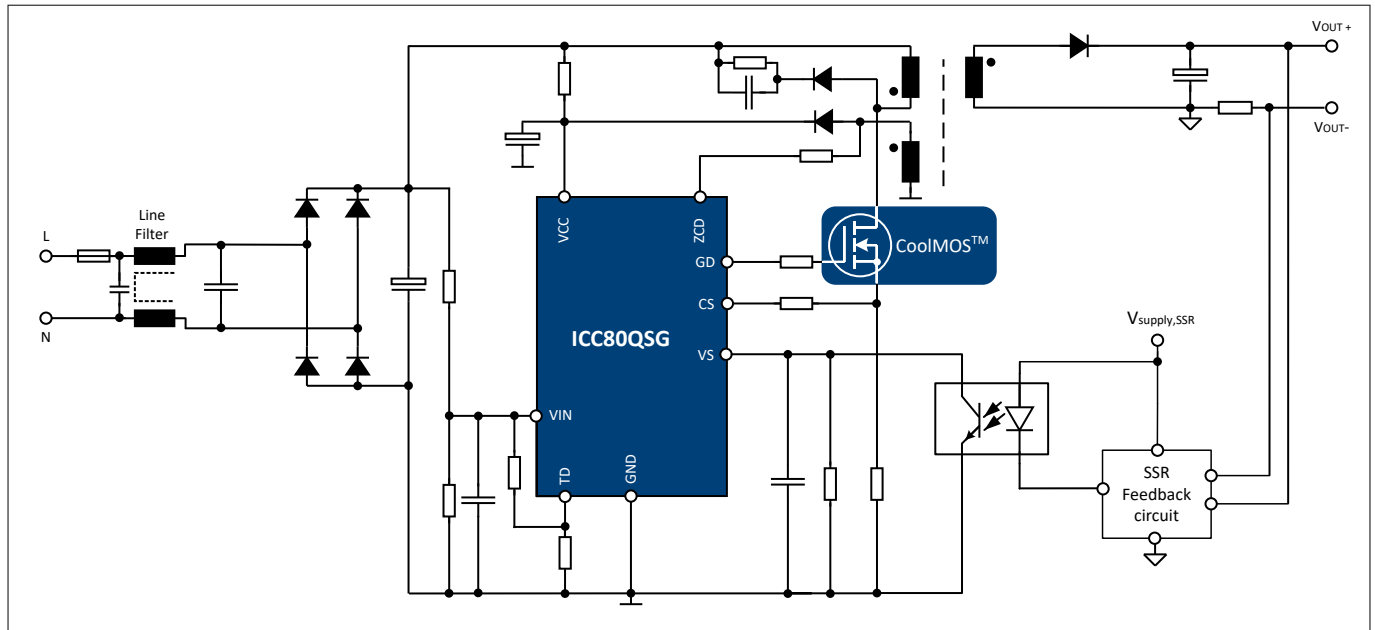 VOUT +
VOUT-
Line
Filter
L
N
VCC
ZCD
GD
CoolMOS™
CS
ICC80QSG
VS
Vsupply,SSR
VIN
TD
GND
SSR
Feedback
circuit